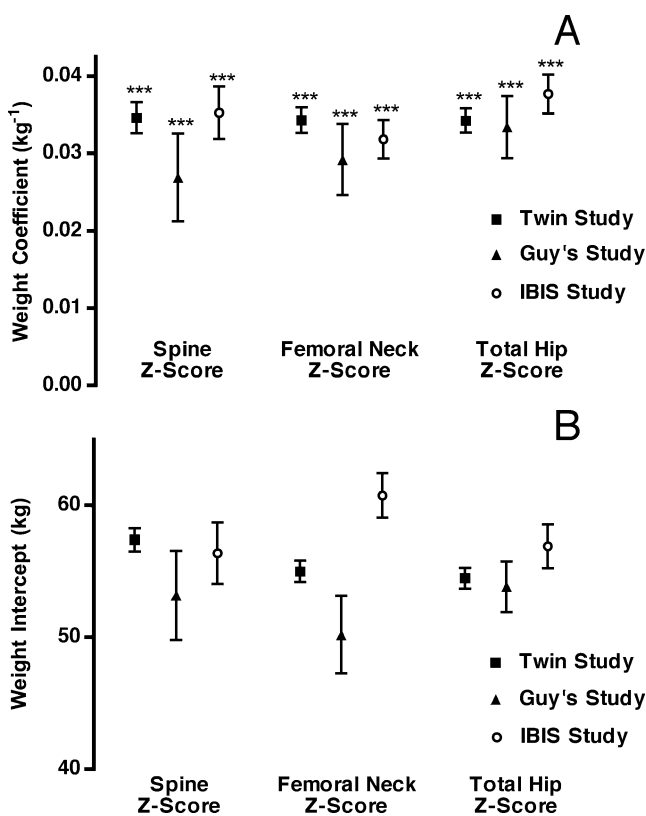 A
Weight Coefficient (kg-1)
0.04
0.03
0.02
0.01
0.00
*** *** ***
*** *** ***
*** *** ***
Twin Study
Guy's Study
IBIS Study
Spine
Z-Score
Femoral Neck
Z-Score
Total Hip
Z-Score
B
Weight Intercept (kg)
60
50
40
Twin Study
Guy's Study
IBIS Study
Spine
Z-Score
Femoral Neck
Z-Score
Total Hip
Z-Score